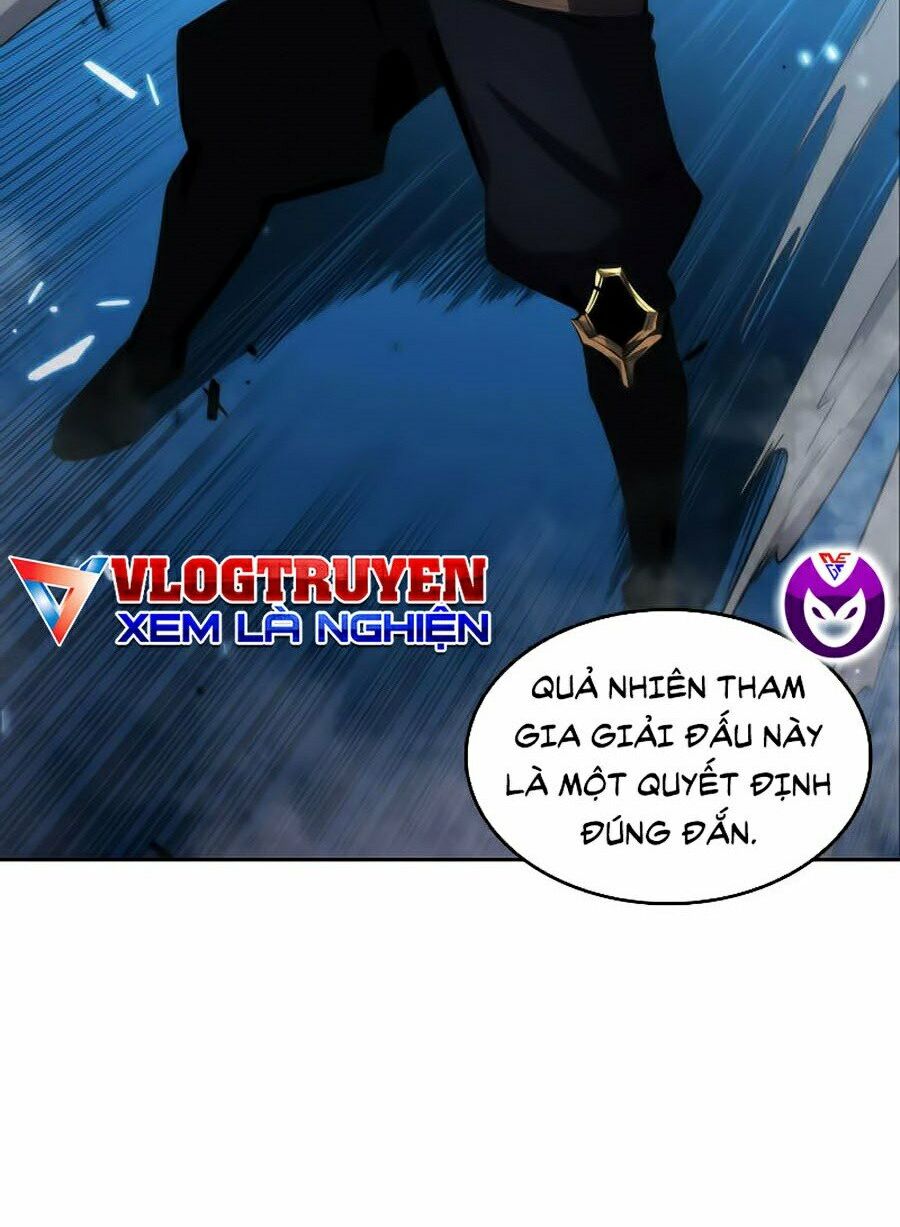 VLOGTRUYEN
XEM LÀ NGHIỆN
QUẢ NHIÊN THAM
GIA GIẢI ĐẤU NÀY
LÀ MỘT QUYẾT ĐỊNH
ĐÚNG ĐẮN.